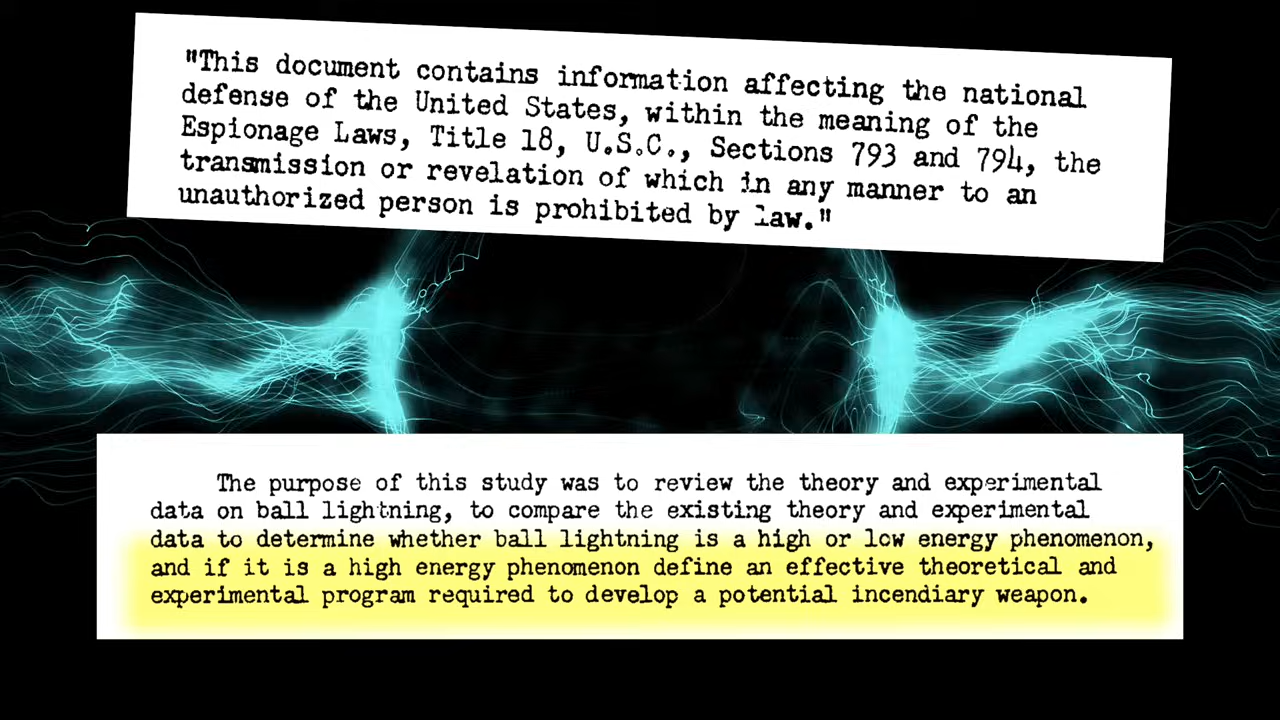 "This document contains information affecting the national
defense of the United States, within the meaning of the
Espionage Laws, Title 18, U.S.C., Sections 793 and 794, the
transmission or revelation of which in any manner to an
unauthorized person is prohibited by law."
The purpose of this study was to review the theory and experimental
data on ball lightning, to compare the existing theory and experimental
data to determine whether ball lightning is a high or low energy phenomenon,
and if it is a high energy phenomenon define an effective theoretical and
experimental program required to develop a potential incendiary weapon.